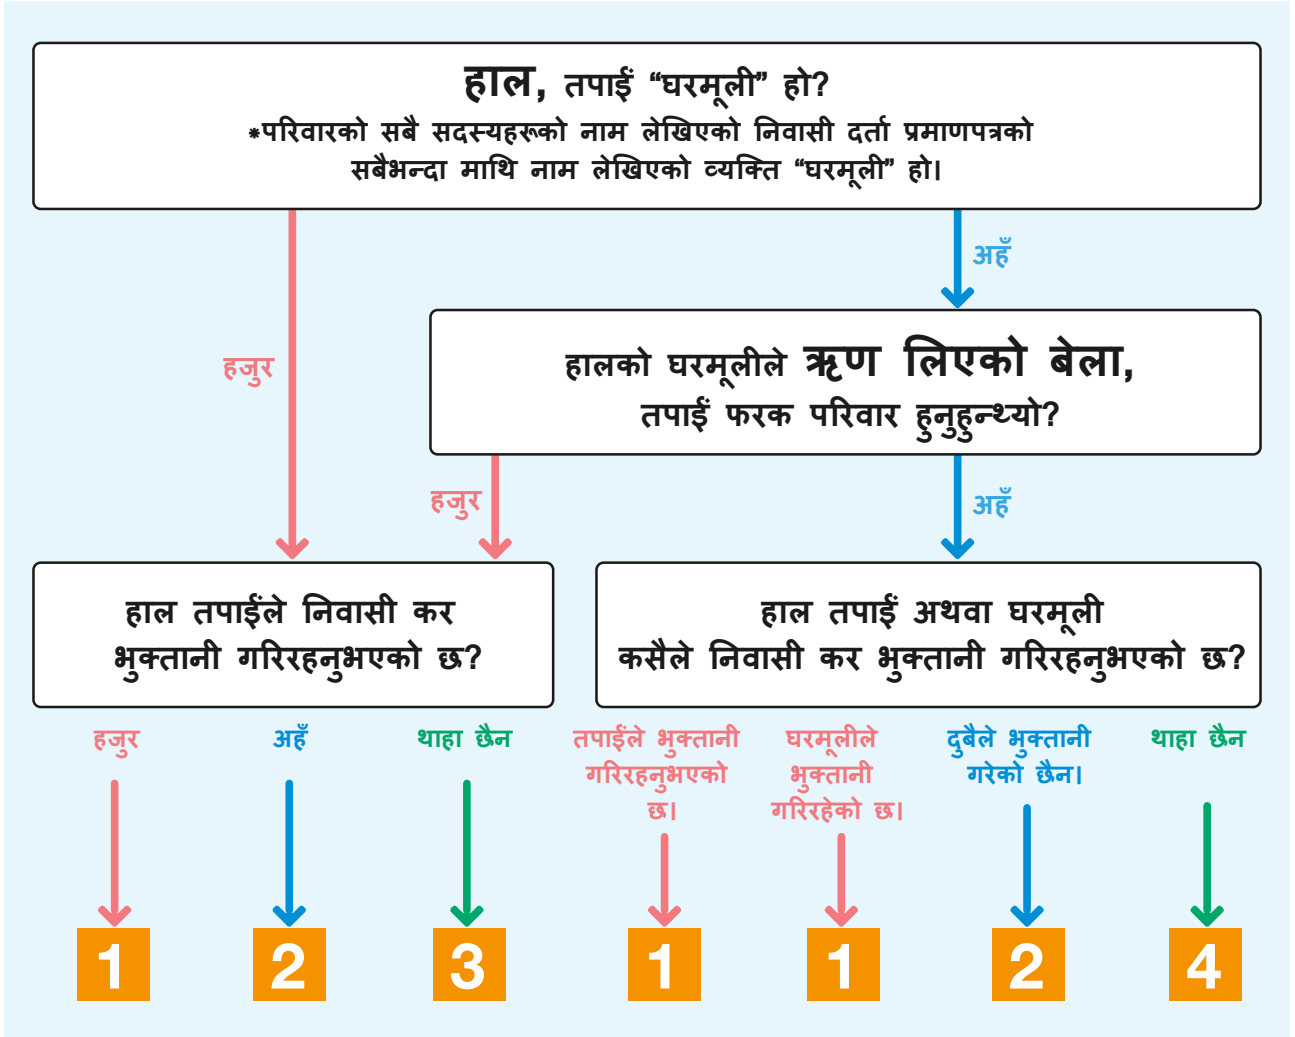 हाल, तपाईं “घरमूली” हो?
*परिवारको सबै सदस्यहरूको नाम लेखिएको निवासी दर्ता प्रमाणपत्रको
सबैभन्दा माथि नाम लेखिएको व्यक्ति “घरमूली” हो।
अहँ
हजुर
हालको घरमूलीले ऋण लिएको बेला,
तपाईं फरक परिवार हुनुहुन्थ्यो?
हजुर
अहँ
हाल तपाईंले निवासी कर
भुक्तानी गरिरहनुभएको छ?
हाल तपाईं अथवा घरमूली
कसैले निवासी कर भुक्तानी गरिरहनुभएको छ?
हजुर
अहँ
थाहा छैन
तपाईंले भुक्तानी
गरिरहनुभएको
छ।
घरमूलीले
भुक्तानी
गरिरहेको छ।
दुबैले भुक्तानी
गरेको छैन।
थाहा छैन
1
2
3
1
1
2
4